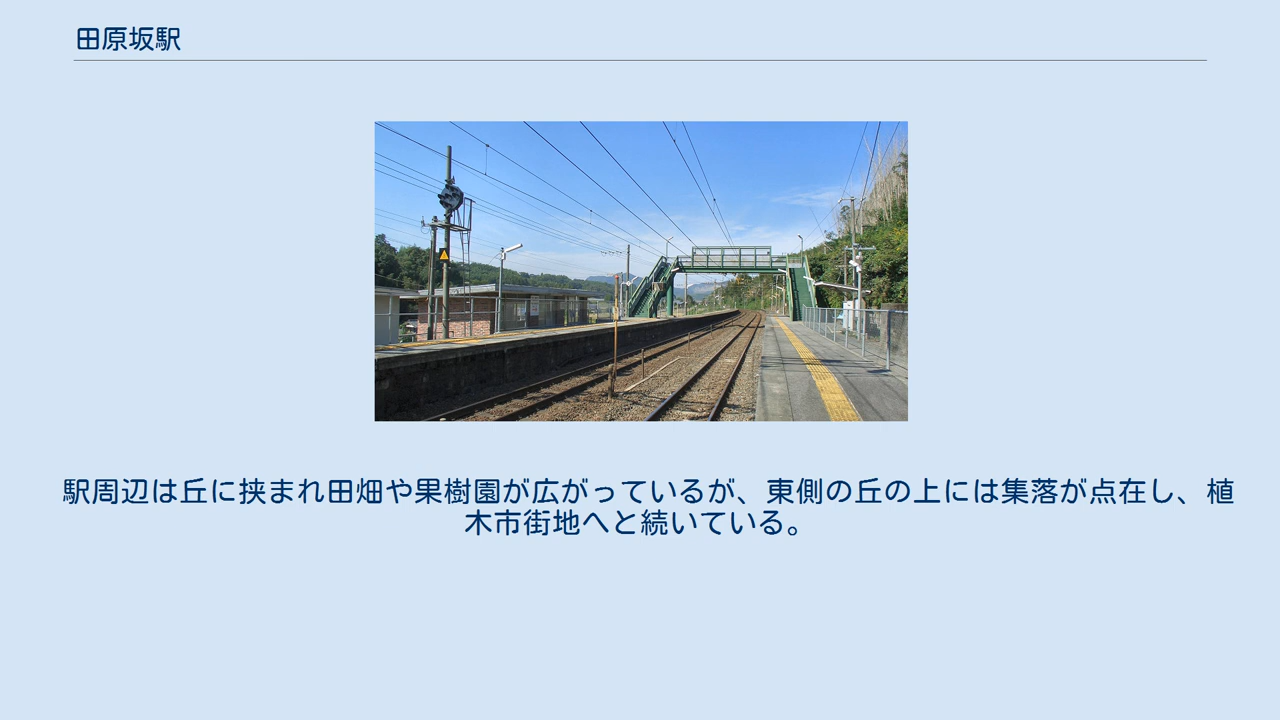 田原坂駅
駅周辺は丘に挟まれ田畑や果樹園が広がっているが、東側の丘の上には集落が点在し、植
木市街地へと続いている。